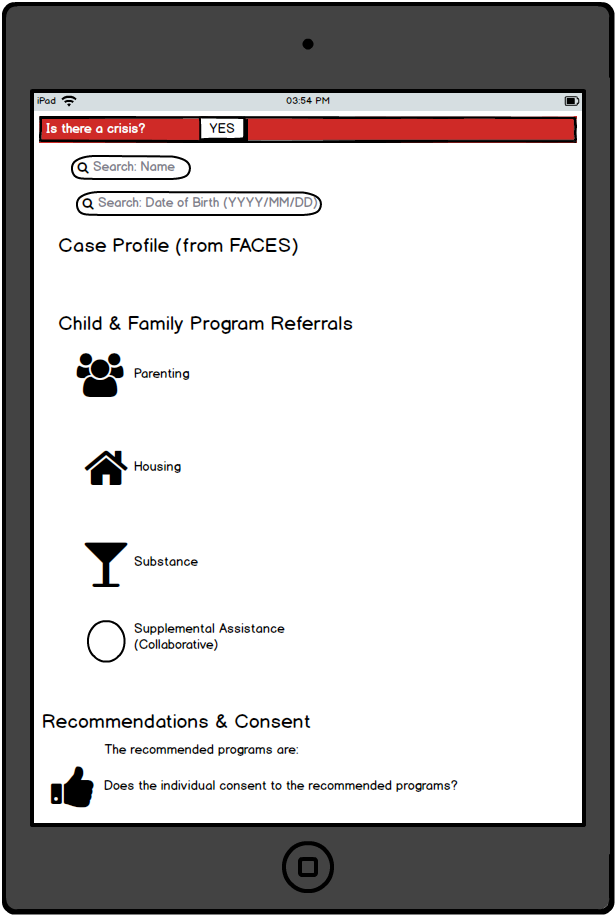 iPad 03:54 PM
Is there a crisis? YES
Search: Name
Search: Date of Birth (YYYY/MM/DD)
Case Profile (from FACES)
Child & Family Program Referrals
Parenting
Housing
Substance
Supplemental Assistance
(Collaborative)
Recommendations & Consent
The recommended programs are:
Does the individual consent to the recommended programs?